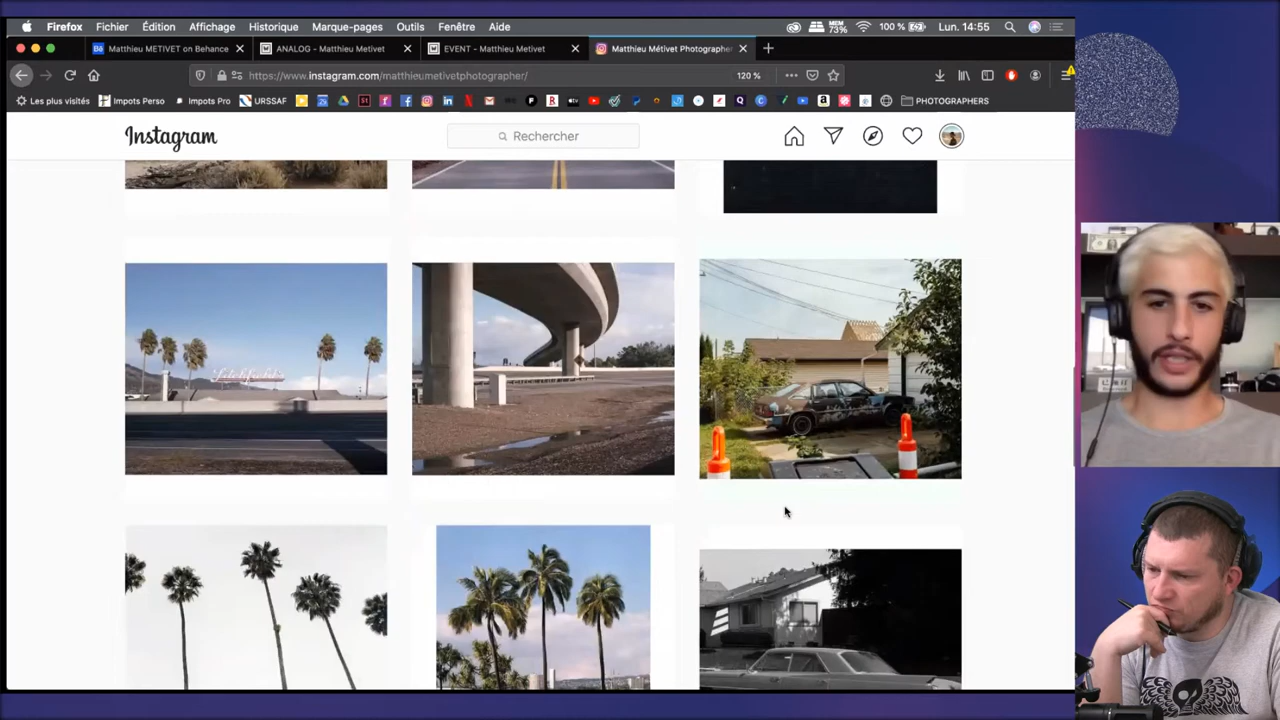 Firefox Fichier Édition Affichage Historique Marque-pages Outils Fenêtre Aide
MEM 73% 100 % Lun. 14:55
Bē Matthieu METIVET on Behance
ANALOG - Matthieu Metivet
EVENT - Matthieu Metivet
Matthieu Métivet Photographer
https://www.instagram.com/matthieumetivetphotographer/ 120 %
Les plus visités Impots Perso Impots Pro URSSAF PHOTOGRAPHERS
Instagram
Rechercher